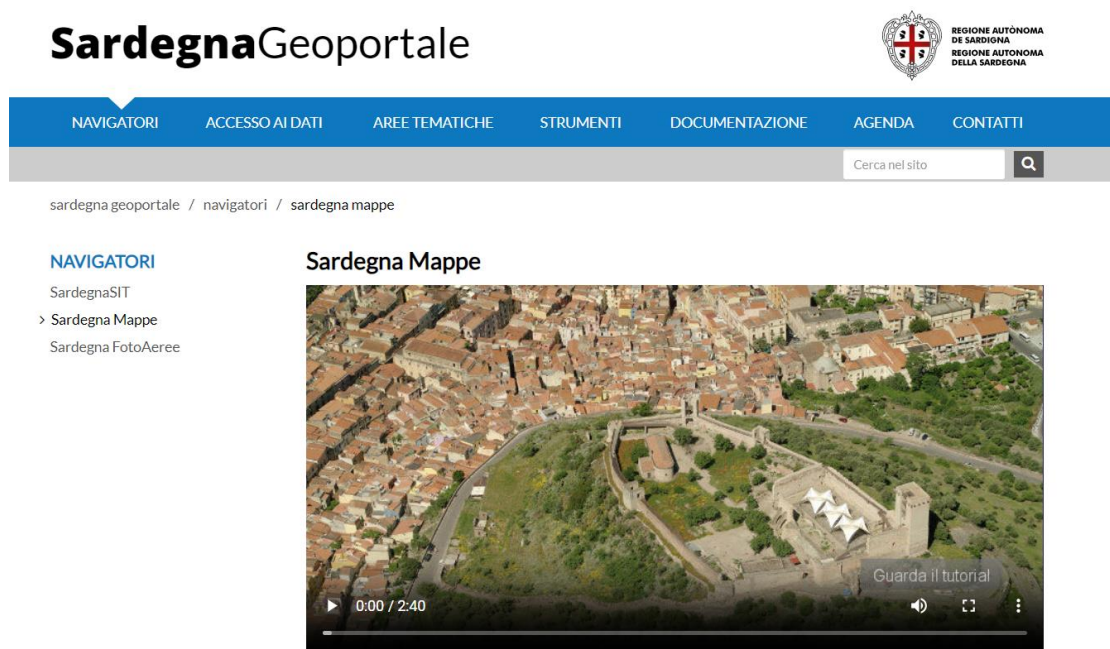 SardegnaGeoportale
REGIONE AUTÒNOMA
DE SARDIGNA
REGIONE AUTONOMA
DELLA SARDEGNA
NAVIGATORI ACCESSO AI DATI AREE TEMATICHE STRUMENTI DOCUMENTAZIONE AGENDA CONTATTI
Cerca nel sito
sardegna geoportale / navigatori / sardegna mappe
NAVIGATORI
SardegnaSIT
> Sardegna Mappe
Sardegna FotoAeree
Sardegna Mappe
Guarda il tutorial
0:00 / 2:40